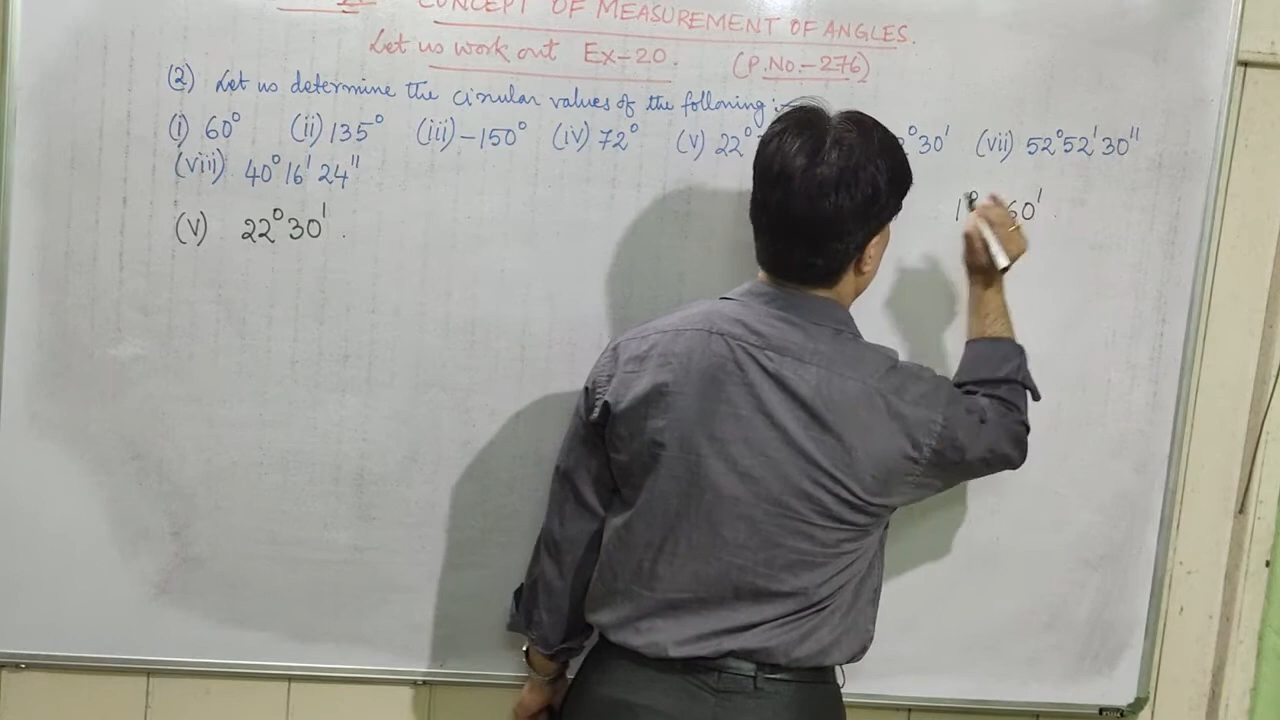 CONCEPT OF MEASUREMENT OF ANGLES.
Let us work out Ex-20. (P.No.-276)
(2) Let us determine the circular values of the following :-
(i) 60° (ii) 135° (iii) -150° (iv) 72° (v) 22° °30' (vii) 52°52'30"
(viii) 40°16'24"
1° 60'
(v) 22°30'.